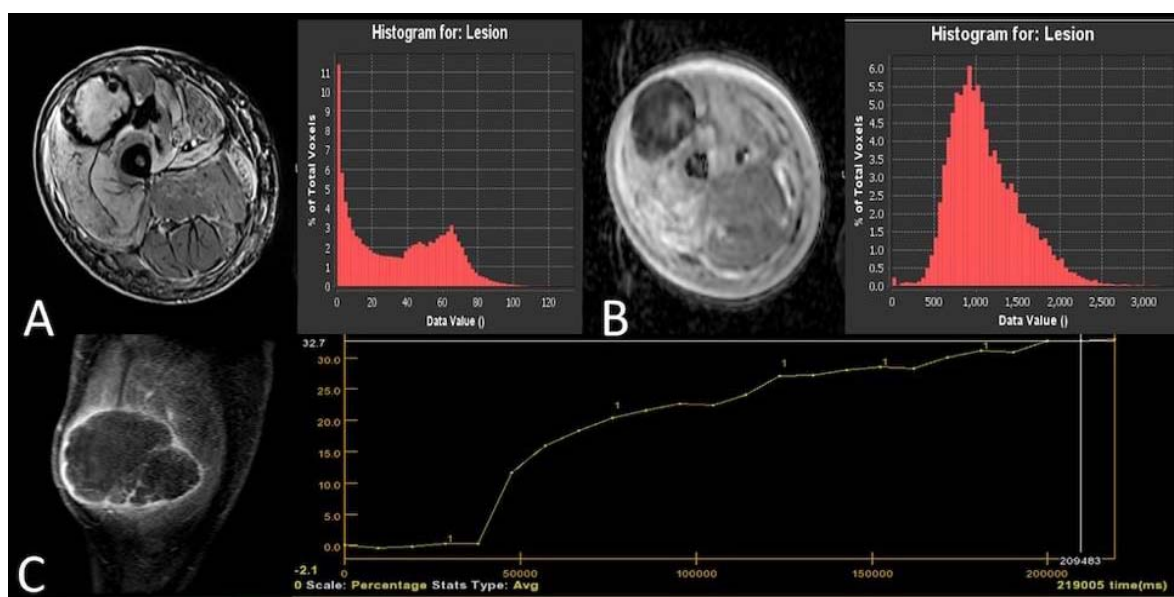 Histogram for: Lesion
% of Total Voxels
11
10
9
8
7
6
5
4
3
2
1
0
0 20 40 60 80 100 120
Data Value ()
A
Histogram for: Lesion
% of Total Voxels
6.0
5.5
5.0
4.5
4.0
3.5
3.0
2.5
2.0
1.5
1.0
0.5
0.0
0 500 1,000 1,500 2,000 2,500 3,000
Data Value ()
B
C
32.7
30.0
25.0
20.0
15.0
10.0
5.0
0.0
-2.1
1 1 1 1
0 50000 100000 150000 200000
209483
0 Scale: Percentage Stats Type: Avg
219005 time(ms)